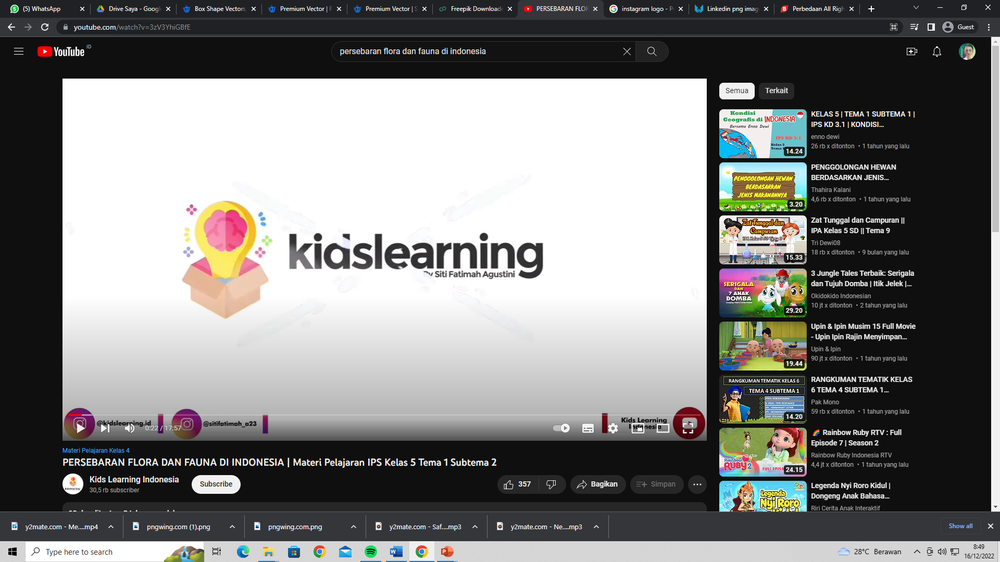 (5) WhatsApp
Drive Saya - Googl
Box Shape Vectors,
Premium Vector | P
Premium Vector | S
Freepik Downloade
PERSEBARAN FLOR
instagram logo - P
Linkedin png imag
Perbedaan All Righ
youtube.com/watch?v=3zV3YhiGBfE
Guest
YouTube ID
persebaran flora dan fauna di indonesia
kidslearning
By Siti Fatimah Agustini
@kidslearning.id
@sitifatimah_a23
Kids Learning
Indonesia
0:22 / 17:57
Materi Pelajaran Kelas 4
PERSEBARAN FLORA DAN FAUNA DI INDONESIA | Materi Pelajaran IPS Kelas 5 Tema 1 Subtema 2
Kids Learning Indonesia
30,5 rb subscriber
Subscribe
357
Bagikan
Simpan
Semua
Terkait
Kondisi
Geografis di INDONESIA
Bersama Enno Dewi
IPS KD 3.1
Kelas 5
Tema 1
14.24
KELAS 5 | TEMA 1 SUBTEMA 1 |
IPS KD 3.1 | KONDISI...
enno dewi
26 rb x ditonton • 1 tahun yang lalu
PENGGOLONGAN HEWAN
BERDASARKAN
JENIS MAKANANNYA
3.20
PENGGOLONGAN HEWAN
BERDASARKAN JENIS...
Thahira Kalani
4,6 rb x ditonton • 1 tahun yang lalu
Zat Tunggal dan
Campuran
IPA Kelas 5 SD Tema 9
15.33
Zat Tunggal dan Campuran ||
IPA Kelas 5 SD || Tema 9
Tri Dewi08
18 rb x ditonton • 9 bulan yang lalu
SERIGALA
DAN
7 ANAK
DOMBA
29.20
3 Jungle Tales Terbaik: Serigala
dan Tujuh Domba | Itik Jelek |...
Okidokido Indonesian
10 jt x ditonton • 2 tahun yang lalu
19.44
Upin & Ipin Musim 15 Full Movie
- Upin Ipin Rajin Menyimpan...
Upin & Ipin
90 jt x ditonton • 1 tahun yang lalu
RANGKUMAN TEMATIK KELAS 6
TEMA 4 SUBTEMA 1
14.20
RANGKUMAN TEMATIK KELAS
6 TEMA 4 SUBTEMA 1...
Pak Mono
59 rb x ditonton • 1 tahun yang lalu
rtv
Rainbow
RUBY 2
FULL EPISO
24.15
🌈 Rainbow Ruby RTV : Full
Episode 7 | Season 2
Rainbow Ruby Indonesia RTV
4,4 jt x ditonton • 1 tahun yang lalu
Riri
Legenda
Nyi Roro
Legenda Nyi Roro Kidul |
Dongeng Anak Bahasa...
Riri Cerita Anak Interaktif
y2mate.com - Me....mp4
pngwing.com (1).png
pngwing.com.png
y2mate.com - Saf....mp3
y2mate.com - Ne....mp3
Show all
Type here to search
28°C Berawan
8:49
16/12/2022